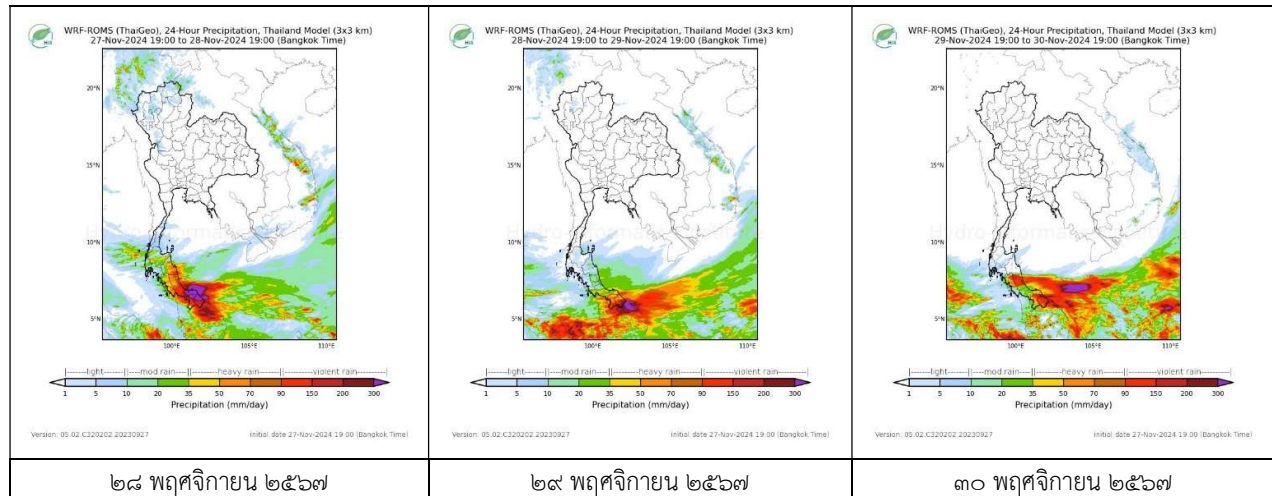 WRF-ROMS (ThaiGeo), 24-Hour Precipitation, Thailand Model (3x3 km)
27-Nov-2024 19:00 to 28-Nov-2024 19:00 (Bangkok Time)
20°N
15°N
10°N
5°N
100°E 105°E 110°E
|--------light--------||----mod rain-----||--------heavy rain--------||--------violent rain--------|
1 5 10 20 35 50 70 90 150 200 300
Precipitation (mm/day)
Version: 05.02.C320202.20230927 initial date 27-Nov-2024 19:00 (Bangkok Time)
๒๘ พฤศจิกายน ๒๕๖๗
WRF-ROMS (ThaiGeo), 24-Hour Precipitation, Thailand Model (3x3 km)
28-Nov-2024 19:00 to 29-Nov-2024 19:00 (Bangkok Time)
20°N
15°N
10°N
5°N
100°E 105°E 110°E
|--------light--------||----mod rain-----||--------heavy rain--------||--------violent rain--------|
1 5 10 20 35 50 70 90 150 200 300
Precipitation (mm/day)
Version: 05.02.C320202.20230927 initial date 27-Nov-2024 19:00 (Bangkok Time)
๒๙ พฤศจิกายน ๒๕๖๗
WRF-ROMS (ThaiGeo), 24-Hour Precipitation, Thailand Model (3x3 km)
29-Nov-2024 19:00 to 30-Nov-2024 19:00 (Bangkok Time)
20°N
15°N
10°N
5°N
100°E 105°E 110°E
|--------light--------||----mod rain-----||--------heavy rain--------||--------violent rain--------|
1 5 10 20 35 50 70 90 150 200 300
Precipitation (mm/day)
Version: 05.02.C320202.20230927 initial date 27-Nov-2024 19:00 (Bangkok Time)
๓๐ พฤศจิกายน ๒๕๖๗